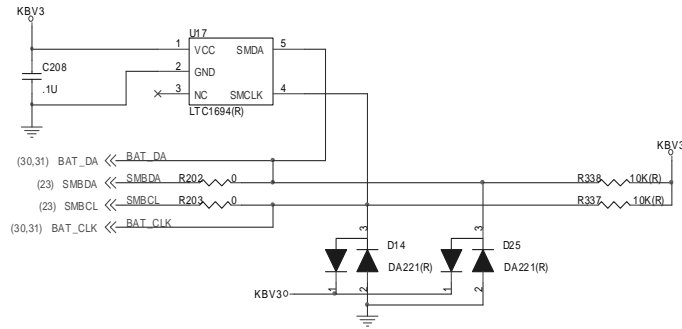 KBV3
U17
1 VCC SMDA 5
C208
2 GND
.1U
3 NC SMCLK 4
LTC1694(R)
KBV3
(30,31) BAT_DA BAT_DA
(23) SMBDA SMBDA R202 0 R338 10K(R)
(23) SMBCL SMBCL R203 0 R337 10K(R)
(30,31) BAT_CLK BAT_CLK
3 3
D14 D25
DA221(R) DA221(R)
KBV3 1 2 1 2